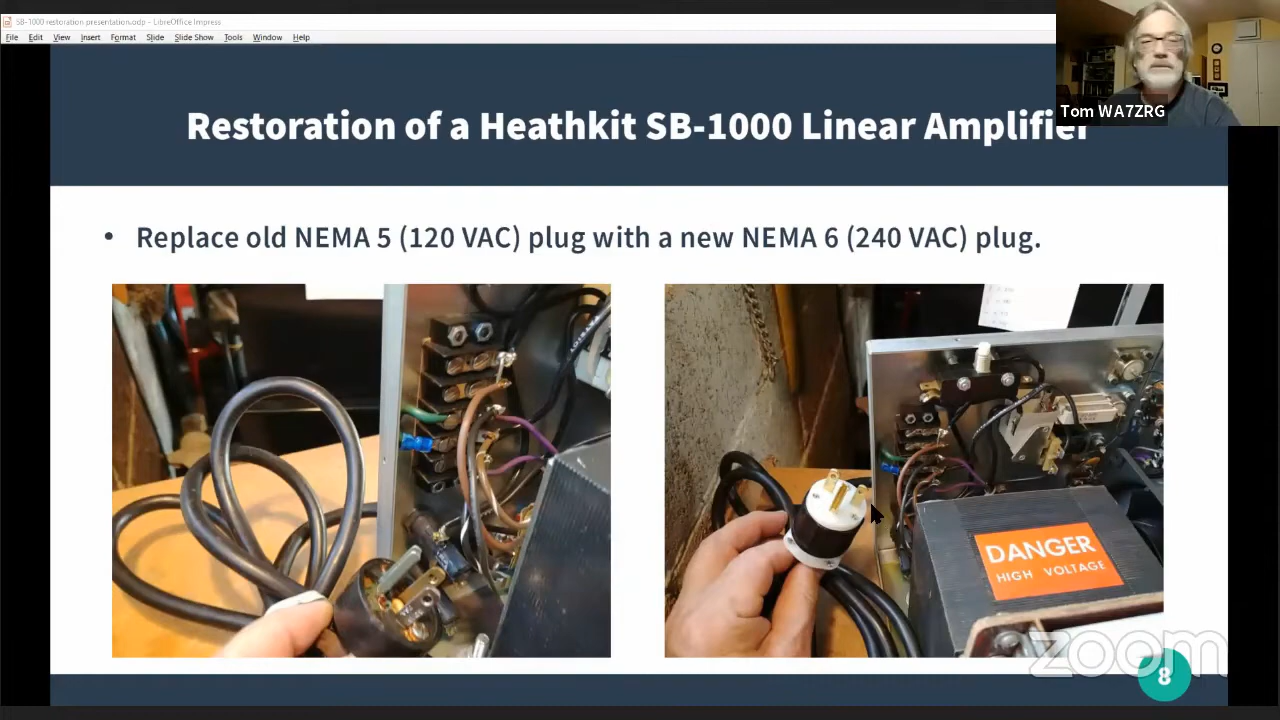 SB-1000 restoration presentation.odp - LibreOffice Impress
File Edit View Insert Format Slide Slide Show Tools Window Help
Tom WA7ZRG
Restoration of a Heathkit SB-1000 Linear Amplifier
• Replace old NEMA 5 (120 VAC) plug with a new NEMA 6 (240 VAC) plug.
DANGER
HIGH VOLTAGE
zoom
8